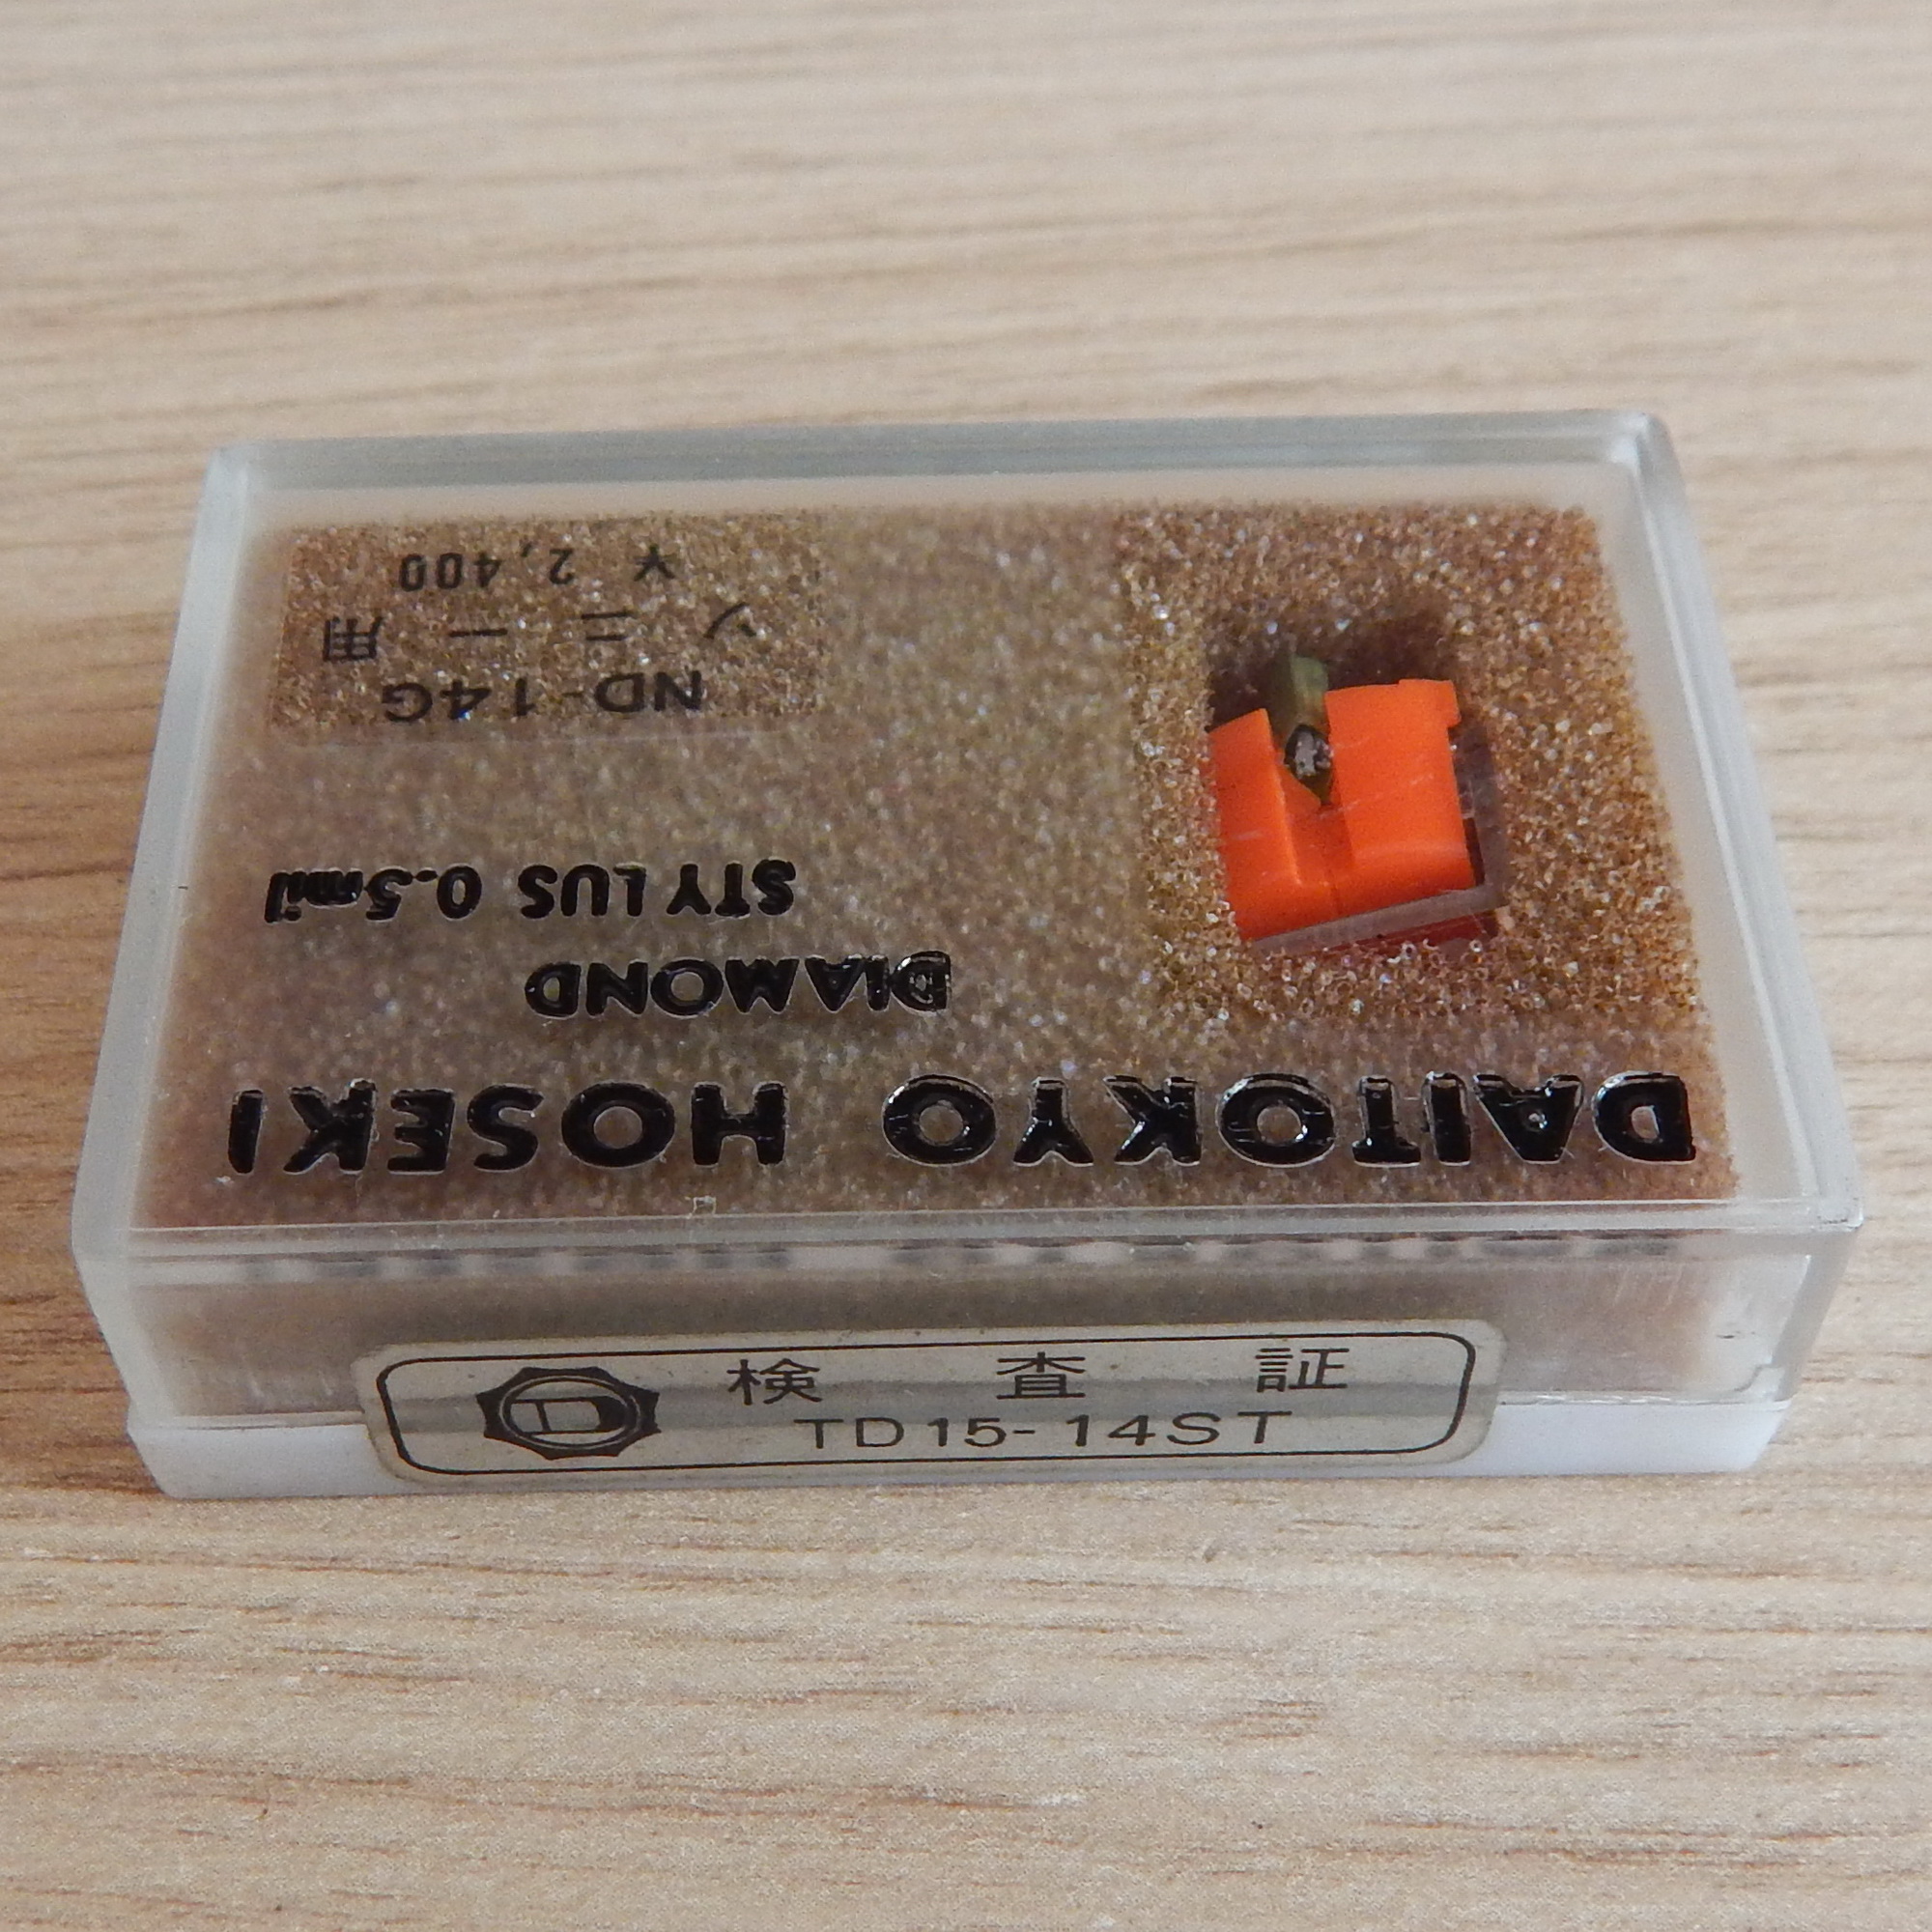 DAITOKYO HOSEKI
DIAMOND
STYLUS 0.5mil
ND-14G
ソニー用
¥2,400
D 検査証
TD15-14ST